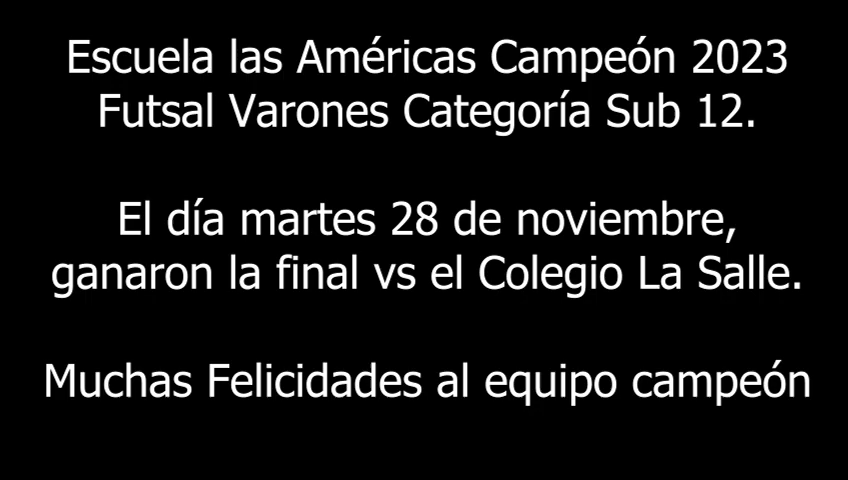 Escuela las Américas Campeón 2023
Futsal Varones Categoría Sub 12.
El día martes 28 de noviembre,
ganaron la final vs el Colegio La Salle.
Muchas Felicidades al equipo campeón